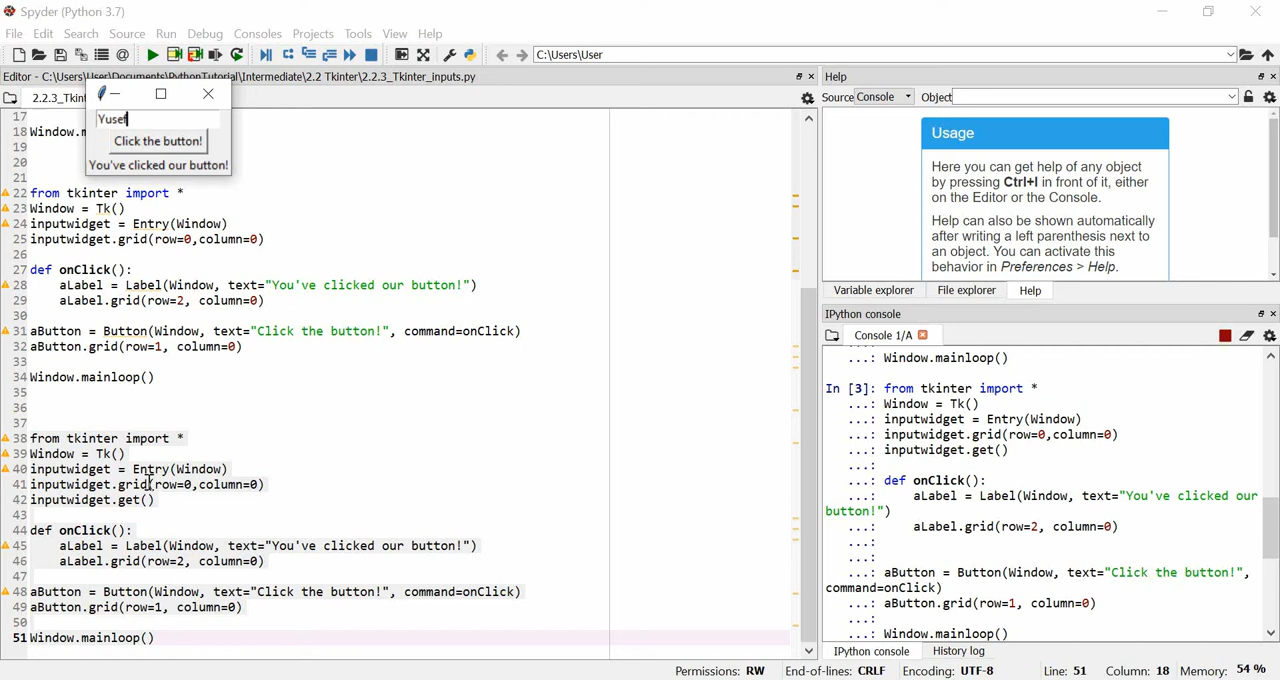 Spyder (Python 3.7)
File Edit Search Source Run Debug Consoles Projects Tools View Help
C:\Users\User
Editor - C:\Users\User\Documents\PythonTutorial\Intermediate\2.2 Tkinter\2.2.3_Tkinter_inputs.py
2.2.3_Tkint
Yusef
Click the button!
You've clicked our button!
17
18 Window.m
19
20
21
22 from tkinter import *
23 Window = Tk()
24 inputwidget = Entry(Window)
25 inputwidget.grid(row=0,column=0)
26
27 def onClick():
28     aLabel = Label(Window, text="You've clicked our button!")
29     aLabel.grid(row=2, column=0)
30
31 aButton = Button(Window, text="Click the button!", command=onClick)
32 aButton.grid(row=1, column=0)
33
34 Window.mainloop()
35
36
37
38 from tkinter import *
39 Window = Tk()
40 inputwidget = Entry(Window)
41 inputwidget.grid(row=0,column=0)
42 inputwidget.get()
43
44 def onClick():
45     aLabel = Label(Window, text="You've clicked our button!")
46     aLabel.grid(row=2, column=0)
47
48 aButton = Button(Window, text="Click the button!", command=onClick)
49 aButton.grid(row=1, column=0)
50
51 Window.mainloop()
Help
Source Console Object
Usage
Here you can get help of any object
by pressing Ctrl+I in front of it, either
on the Editor or the Console.
Help can also be shown automatically
after writing a left parenthesis next to
an object. You can activate this
behavior in Preferences > Help.
Variable explorer File explorer Help
IPython console
Console 1/A
...: Window.mainloop()
In [3]: from tkinter import *
...: Window = Tk()
...: inputwidget = Entry(Window)
...: inputwidget.grid(row=0,column=0)
...: inputwidget.get()
...:
...: def onClick():
...:     aLabel = Label(Window, text="You've clicked our
button!")
...:     aLabel.grid(row=2, column=0)
...:
...:
...: aButton = Button(Window, text="Click the button!",
command=onClick)
...: aButton.grid(row=1, column=0)
...:
...: Window.mainloop()
IPython console History log
Permissions: RW End-of-lines: CRLF Encoding: UTF-8 Line: 51 Column: 18 Memory: 54 %